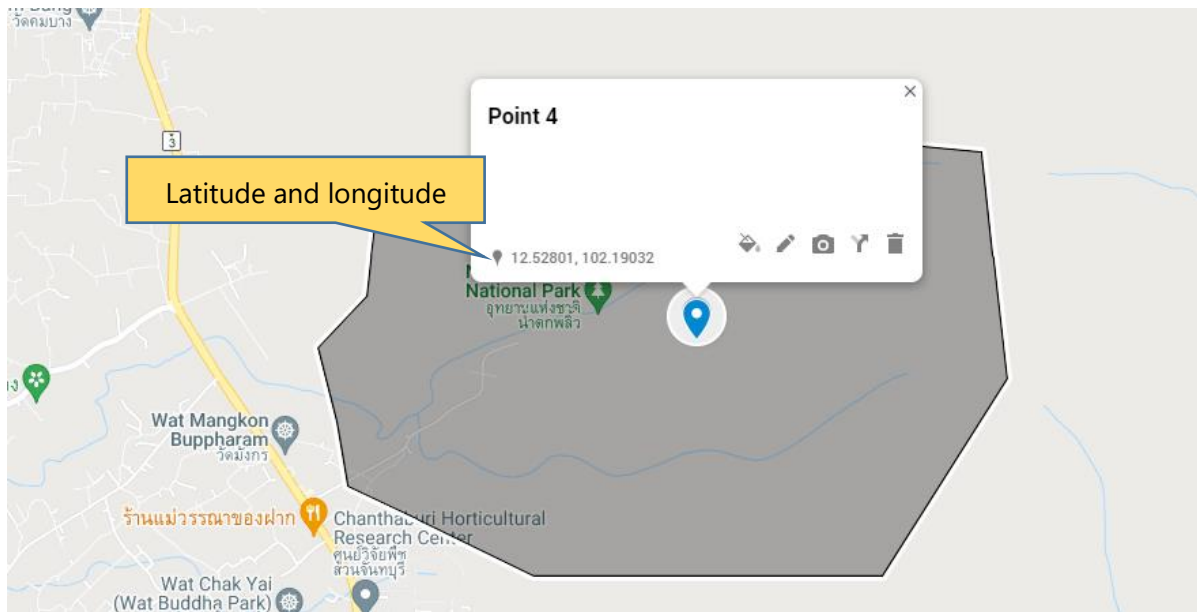 วัดคมบาง
3
Point 4
Latitude and longitude
12.52801, 102.19032
National Park
อุทยานแห่งชาติ
น้ำตกพลิ้ว
Wat Mangkon
Buppharam
วัดมังกร
ร้านแม่วรรณาของฝาก
Chanthaburi Horticultural
Research Center
ศูนย์วิจัยพืช
สวนจันทบุรี
Wat Chak Yai
(Wat Buddha Park)